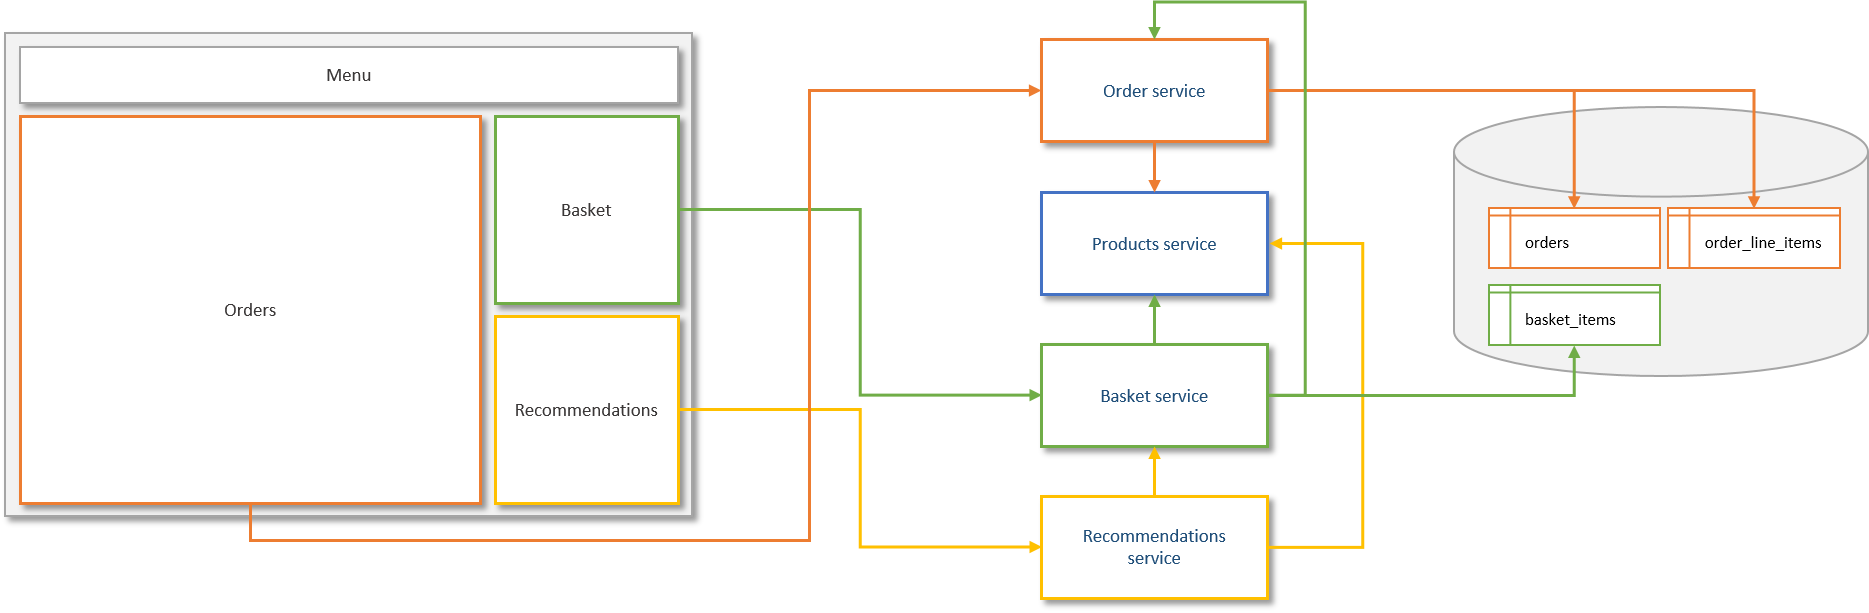 Menu
Orders
Basket
Recommendations
Order service
Products service
Basket service
Recommendations
service
orders
order_line_items
basket_items